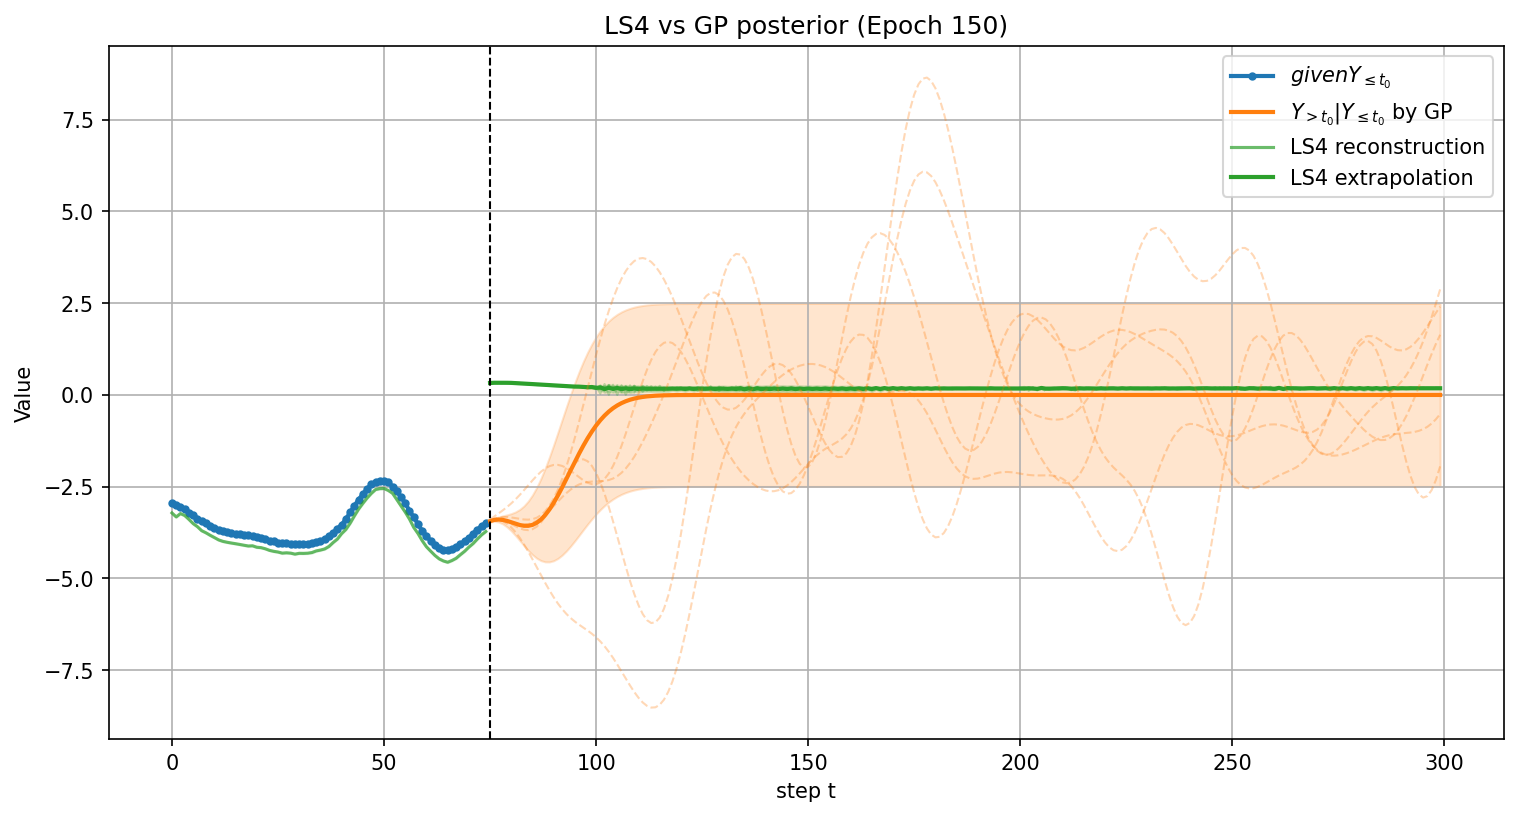 LS4 vs GP posterior (Epoch 150)
givenY≤t₀
Y>t₀|Y≤t₀ by GP
LS4 reconstruction
LS4 extrapolation
7.5
5.0
2.5
0.0
−2.5
−5.0
−7.5
Value
0 50 100 150 200 250 300
step t